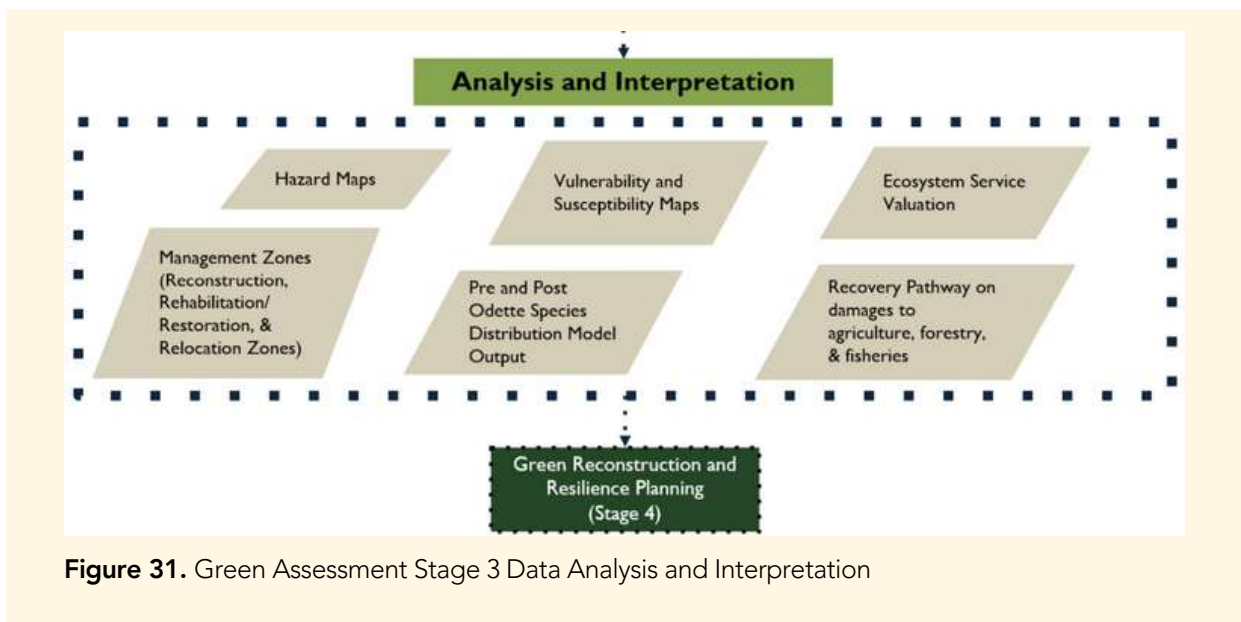 Analysis and Interpretation
Hazard Maps
Vulnerability and
Susceptibility Maps
Ecosystem Service
Valuation
Management Zones
(Reconstruction,
Rehabilitation/
Restoration, &
Relocation Zones)
Pre and Post
Odette Species
Distribution Model
Output
Recovery Pathway on
damages to
agriculture, forestry,
& fisheries
Green Reconstruction and
Resilience Planning
(Stage 4)
Figure 31. Green Assessment Stage 3 Data Analysis and Interpretation